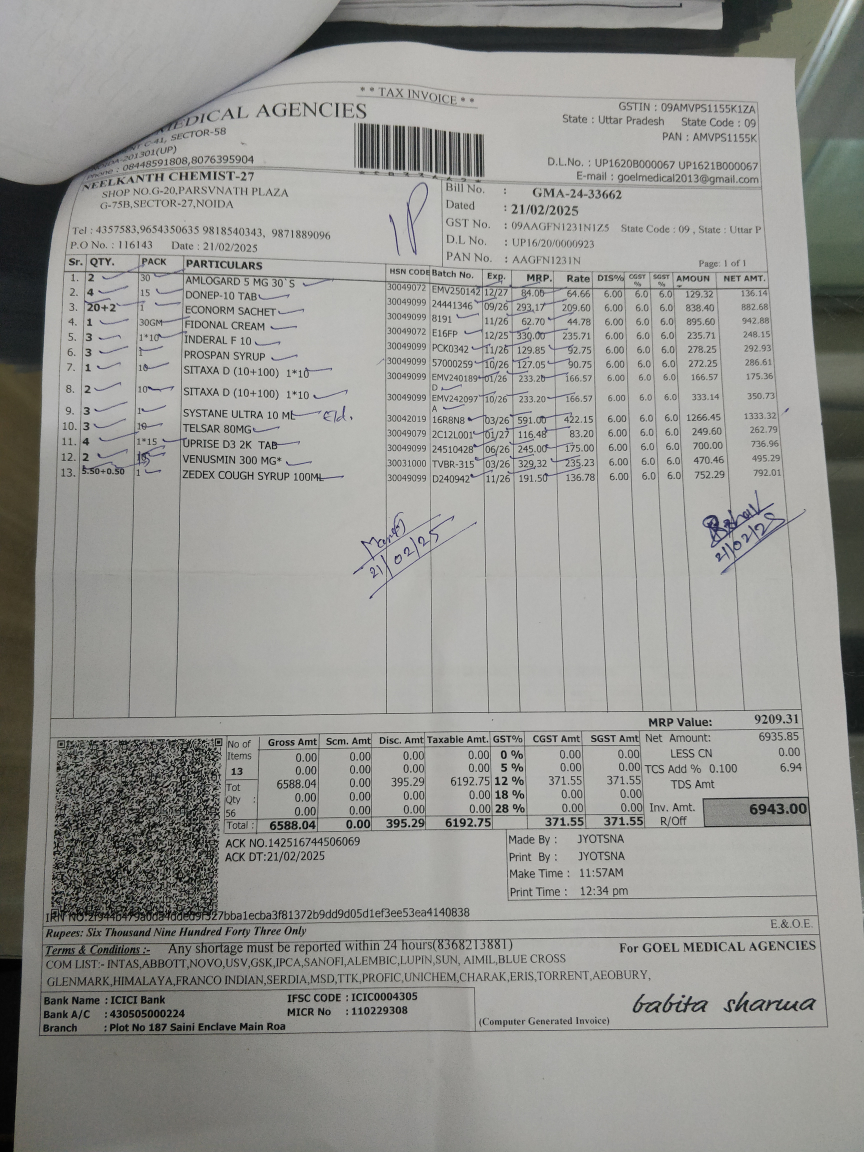 ** TAX INVOICE **
MEDICAL AGENCIES
C-41, SECTOR-58
NOIDA-201301(UP)
Phone : 08448591808,8076395904
GSTIN : 09AMVPS1155K1ZA
State : Uttar Pradesh State Code : 09
PAN : AMVPS1155K
D.L.No. : UP1620B000067 UP1621B000067
E-mail : goelmedical2013@gmail.com
NEELKANTH CHEMIST-27
SHOP NO.G-20,PARSVNATH PLAZA
G-75B,SECTOR-27,NOIDA
Tel : 4357583,9654350635 9818540343, 9871889096
P.O No. : 116143 Date : 21/02/2025
IP
Bill No. : GMA-24-33662
Dated : 21/02/2025
GST No. : 09AAGFN1231N1Z5 State Code : 09 , State : Uttar P
D.L No. : UP16/20/0000923
PAN No. : AAGFN1231N Page: 1 of 1
Sr. QTY. PACK PARTICULARS HSN CODE Batch No. Exp. MRP. Rate DIS% CGST % SGST % AMOUN NET AMT.
1. 2 30 AMLOGARD 5 MG 30`S 30049072 EMV250142 12/27 84.00 64.66 6.00 6.0 6.0 129.32 136.14
2. 4 15 DONEP-10 TAB 30049099 24441346 09/26 293.17 209.60 6.00 6.0 6.0 838.40 882.68
3. 20+2 1 ECONORM SACHET 30049099 8191 11/26 62.70 44.78 6.00 6.0 6.0 895.60 942.88
4. 1 30GM FIDONAL CREAM 30049099 E16FP 12/25 330.00 235.71 6.00 6.0 6.0 235.71 248.15
5. 3 1*10 INDERAL F 10 30049072 PCK0342 11/26 129.85 92.75 6.00 6.0 6.0 278.25 292.93
6. 3 1 PROSPAN SYRUP 30049099 57000259 10/26 127.05 90.75 6.00 6.0 6.0 272.25 286.61
7. 1 10 SITAXA D (10+100) 1*10 30049099 EMV240189 D 01/26 233.20 166.57 6.00 6.0 6.0 166.57 175.36
8. 2 10 SITAXA D (10+100) 1*10 30049099 EMV242097 A 10/26 233.20 166.57 6.00 6.0 6.0 333.14 350.73
9. 3 1 SYSTANE ULTRA 10 ML 30042019 16R8N8 03/26 591.00 422.15 6.00 6.0 6.0 1266.45 1333.32
10. 3 10 TELSAR 80MG 30049079 2C12L001 01/27 116.48 83.20 6.00 6.0 6.0 249.60 262.79
11. 4 1*15 UPRISE D3 2K TAB 30049099 24510428 06/26 245.00 175.00 6.00 6.0 6.0 700.00 736.96
12. 2 15 VENUSMIN 300 MG* 30031000 TVBR-315 03/26 329.32 235.23 6.00 6.0 6.0 470.46 495.29
13. 5.50+0.50 1 ZEDEX COUGH SYRUP 100ML 30049099 D240942 11/26 191.50 136.78 6.00 6.0 6.0 752.29 792.01
21/02/25
21/02/25
MRP Value: 9209.31
No of Items 13
Tot Qty : 56
Gross Amt Scm. Amt Disc. Amt Taxable Amt. GST% CGST Amt SGST Amt
0.00 0.00 0.00 0.00 0 % 0.00 0.00
0.00 0.00 0.00 0.00 5 % 0.00 0.00
6588.04 0.00 395.29 6192.75 12 % 371.55 371.55
0.00 0.00 0.00 0.00 18 % 0.00 0.00
0.00 0.00 0.00 0.00 28 % 0.00 0.00
Total : 6588.04 0.00 395.29 6192.75 371.55 371.55
Net Amount: 6935.85
LESS CN 0.00
TCS Add % 0.100 6.94
TDS Amt
Inv. Amt. 6943.00
R/Off
ACK NO.142516744506069
ACK DT:21/02/2025
Made By : JYOTSNA
Print By : JYOTSNA
Make Time : 11:57AM
Print Time : 12:34 pm
E.&O.E.
Rupees: Six Thousand Nine Hundred Forty Three Only
Terms & Conditions :- Any shortage must be reported within 24 hours(8368213881)
For GOEL MEDICAL AGENCIES
COM LIST:- INTAS,ABBOTT,NOVO,USV,GSK,IPCA,SANOFI,ALEMBIC,LUPIN,SUN, AIMIL,BLUE CROSS
GLENMARK,HIMALAYA,FRANCO INDIAN,SERDIA,MSD,TTK,PROFIC,UNICHEM,CHARAK,ERIS,TORRENT,AEOBURY,
Bank Name : ICICI Bank IFSC CODE : ICIC0004305
Bank A/C : 430505000224 MICR No : 110229308
Branch : Plot No 187 Saini Enclave Main Roa
(Computer Generated Invoice)
babita sharma